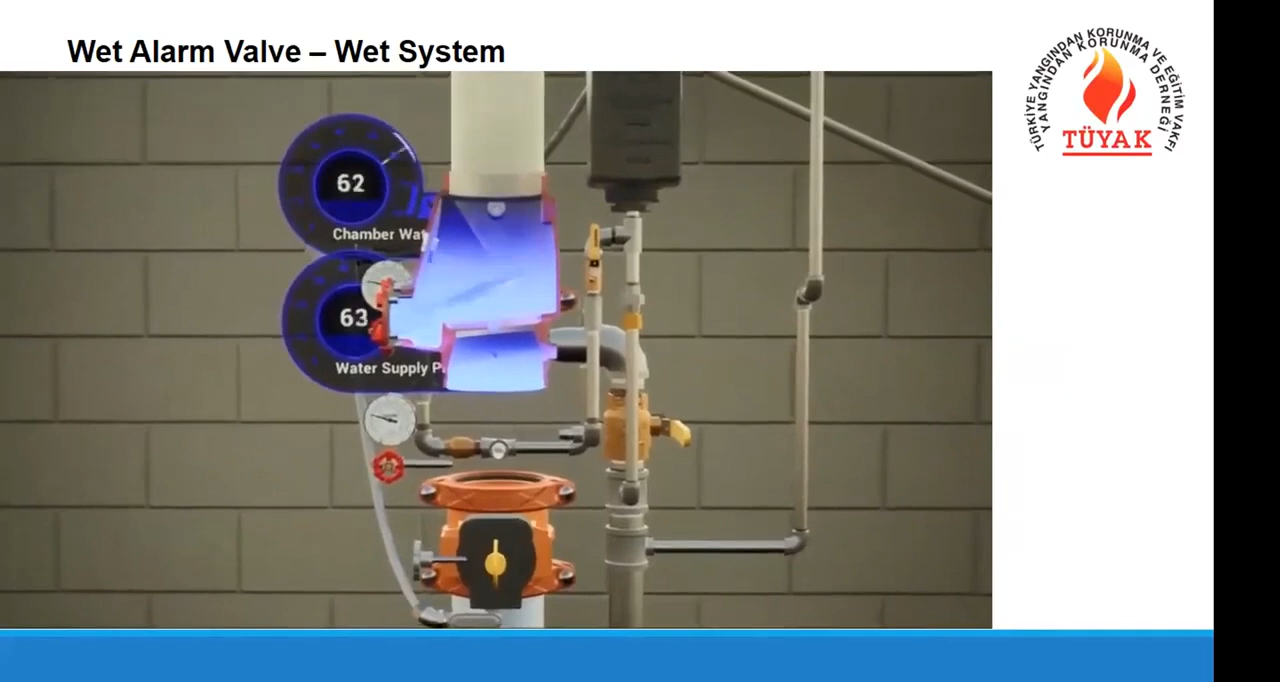 Wet Alarm Valve – Wet System
TÜRKİYE YANGINDAN KORUNMA VE EĞİTİM VAKFI
YANGINDAN KORUNMA DERNEĞİ
TÜYAK
62
Chamber Wat
63
Water Supply P